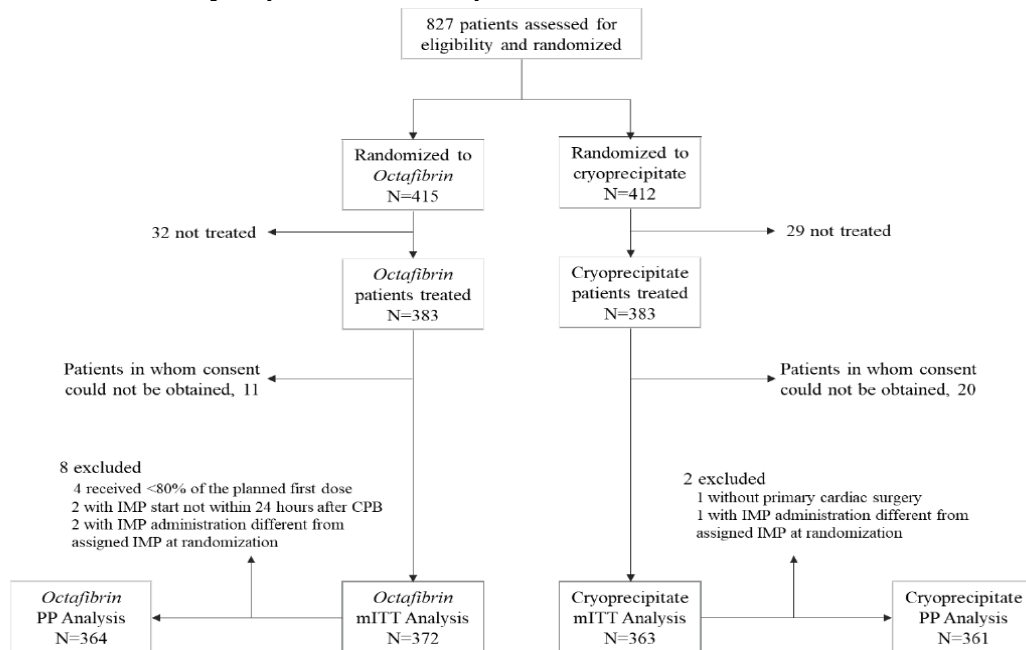 827 patients assessed for
eligibility and randomized
Randomized to
Octafibrin
N=415
Randomized to
cryoprecipitate
N=412
32 not treated
29 not treated
Octafibrin
patients treated
N=383
Cryoprecipitate
patients treated
N=383
Patients in whom consent
could not be obtained, 11
Patients in whom consent
could not be obtained, 20
8 excluded
4 received <80% of the planned first dose
2 with IMP start not within 24 hours after CPB
2 with IMP administration different from
assigned IMP at randomization
2 excluded
1 without primary cardiac surgery
1 with IMP administration different from
assigned IMP at randomization
Octafibrin
PP Analysis
N=364
Octafibrin
mITT Analysis
N=372
Cryoprecipitate
mITT Analysis
N=363
Cryoprecipitate
PP Analysis
N=361